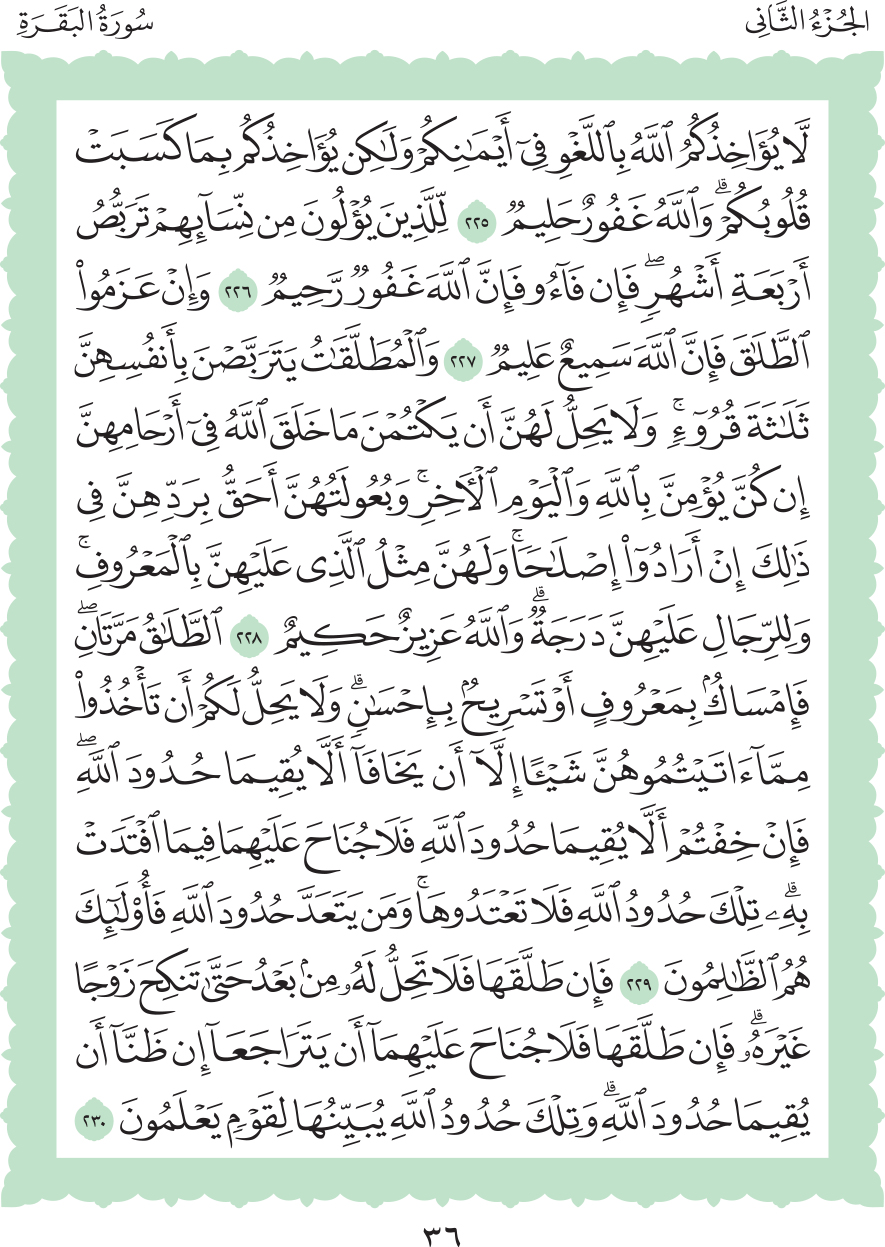 الجُزْءُ الثَّانِي
سُورَةُ البَقَرَةِ
لَّا يُؤَاخِذُكُمُ ٱللَّهُ بِٱللَّغْوِ فِىٓ أَيْمَٰنِكُمْ وَلَٰكِن يُؤَاخِذُكُم بِمَا كَسَبَتْ
قُلُوبُكُمْ ۗ وَٱللَّهُ غَفُورٌ حَلِيمٌ ٢٢٥ لِّلَّذِينَ يُؤْلُونَ مِن نِّسَآئِهِمْ تَرَبُّصُ
أَرْبَعَةِ أَشْهُرٍ ۖ فَإِن فَآءُو فَإِنَّ ٱللَّهَ غَفُورٌ رَّحِيمٌ ٢٢٦ وَإِنْ عَزَمُوا۟
ٱلطَّلَٰقَ فَإِنَّ ٱللَّهَ سَمِيعٌ عَلِيمٌ ٢٢٧ وَٱلْمُطَلَّقَٰتُ يَتَرَبَّصْنَ بِأَنفُسِهِنَّ
ثَلَٰثَةَ قُرُوٓءٍ ۚ وَلَا يَحِلُّ لَهُنَّ أَن يَكْتُمْنَ مَا خَلَقَ ٱللَّهُ فِىٓ أَرْحَامِهِنَّ
إِن كُنَّ يُؤْمِنَّ بِٱللَّهِ وَٱلْيَوْمِ ٱلْءَاخِرِ ۚ وَبُعُولَتُهُنَّ أَحَقُّ بِرَدِّهِنَّ فِى
ذَٰلِكَ إِنْ أَرَادُوٓا۟ إِصْلَٰحًا ۚ وَلَهُنَّ مِثْلُ ٱلَّذِى عَلَيْهِنَّ بِٱلْمَعْرُوفِ ۚ
وَلِلرِّجَالِ عَلَيْهِنَّ دَرَجَةٌ ۗ وَٱللَّهُ عَزِيزٌ حَكِيمٌ ٢٢٨ ٱلطَّلَٰقُ مَرَّتَانِ ۖ
فَإِمْسَاكٌۢ بِمَعْرُوفٍ أَوْ تَسْرِيحٌۢ بِإِحْسَٰنٍ ۗ وَلَا يَحِلُّ لَكُمْ أَن تَأْخُذُوا۟
مِمَّآ ءَاتَيْتُمُوهُنَّ شَيْـًٔا إِلَّآ أَن يَخَافَآ أَلَّا يُقِيمَا حُدُودَ ٱللَّهِ ۖ
فَإِنْ خِفْتُمْ أَلَّا يُقِيمَا حُدُودَ ٱللَّهِ فَلَا جُنَاحَ عَلَيْهِمَا فِيمَا ٱفْتَدَتْ
بِهِۦ ۗ تِلْكَ حُدُودُ ٱللَّهِ فَلَا تَعْتَدُوهَا ۚ وَمَن يَتَعَدَّ حُدُودَ ٱللَّهِ فَأُو۟لَٰٓئِكَ
هُمُ ٱلظَّٰلِمُونَ ٢٢٩ فَإِن طَلَّقَهَا فَلَا تَحِلُّ لَهُۥ مِنۢ بَعْدُ حَتَّىٰ تَنكِحَ زَوْجًا
غَيْرَهُۥ ۗ فَإِن طَلَّقَهَا فَلَا جُنَاحَ عَلَيْهِمَآ أَن يَتَرَاجَعَآ إِن ظَنَّآ أَن
يُقِيمَا حُدُودَ ٱللَّهِ ۗ وَتِلْكَ حُدُودُ ٱللَّهِ يُبَيِّنُهَا لِقَوْمٍ يَعْلَمُونَ ٢٣٠
٣٦